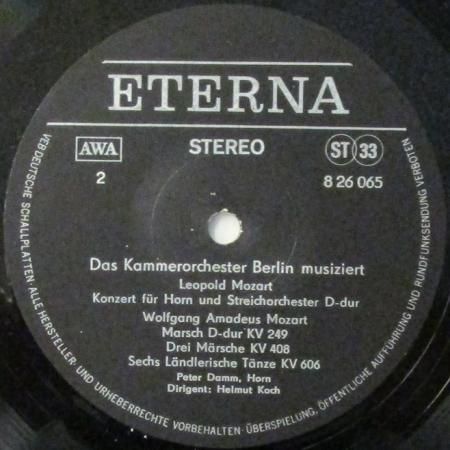 ETERNA
AWA
STEREO
ST 33
2
8 26 065
Das Kammerorchester Berlin musiziert
Leopold Mozart
Konzert für Horn und Streichorchester D-dur
Wolfgang Amadeus Mozart
Marsch D-dur KV 249
Drei Märsche KV 408
Sechs Ländlerische Tänze KV 606
Peter Damm, Horn
Dirigent: Helmut Koch
VEB DEUTSCHE SCHALLPLATTEN · ALLE HERSTELLER- UND URHEBERRECHTE VORBEHALTEN · ÜBERSPIELUNG, ÖFFENTLICHE AUFFÜHRUNG UND RUNDFUNKSENDUNG VERBOTEN